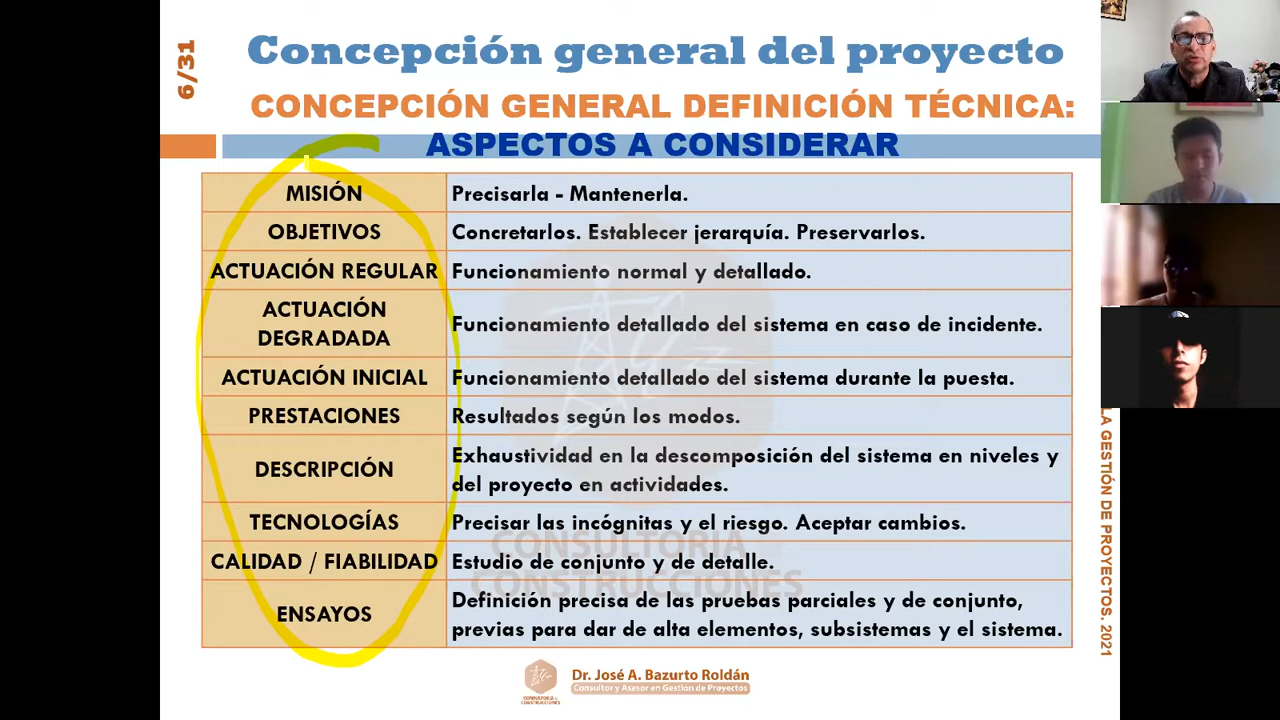 6/31
Concepción general del proyecto
CONCEPCIÓN GENERAL DEFINICIÓN TÉCNICA:
ASPECTOS A CONSIDERAR
MISIÓN
Precisarla - Mantenerla.
OBJETIVOS
Concretarlos. Establecer jerarquía. Preservarlos.
ACTUACIÓN REGULAR
Funcionamiento normal y detallado.
ACTUACIÓN
DEGRADADA
Funcionamiento detallado del sistema en caso de incidente.
ACTUACIÓN INICIAL
Funcionamiento detallado del sistema durante la puesta.
PRESTACIONES
Resultados según los modos.
DESCRIPCIÓN
Exhaustividad en la descomposición del sistema en niveles y
del proyecto en actividades.
TECNOLOGÍAS
Precisar las incógnitas y el riesgo. Aceptar cambios.
CALIDAD / FIABILIDAD
Estudio de conjunto y de detalle.
ENSAYOS
Definición precisa de las pruebas parciales y de conjunto,
previas para dar de alta elementos, subsistemas y el sistema.
CONSULTORIA
CONSTRUCCIONES
LA GESTIÓN DE PROYECTOS. 2021
CONSULTORIA &
CONSTRUCCIONES
Dr. José A. Bazurto Roldán
Consultor y Asesor en Gestión de Proyectos